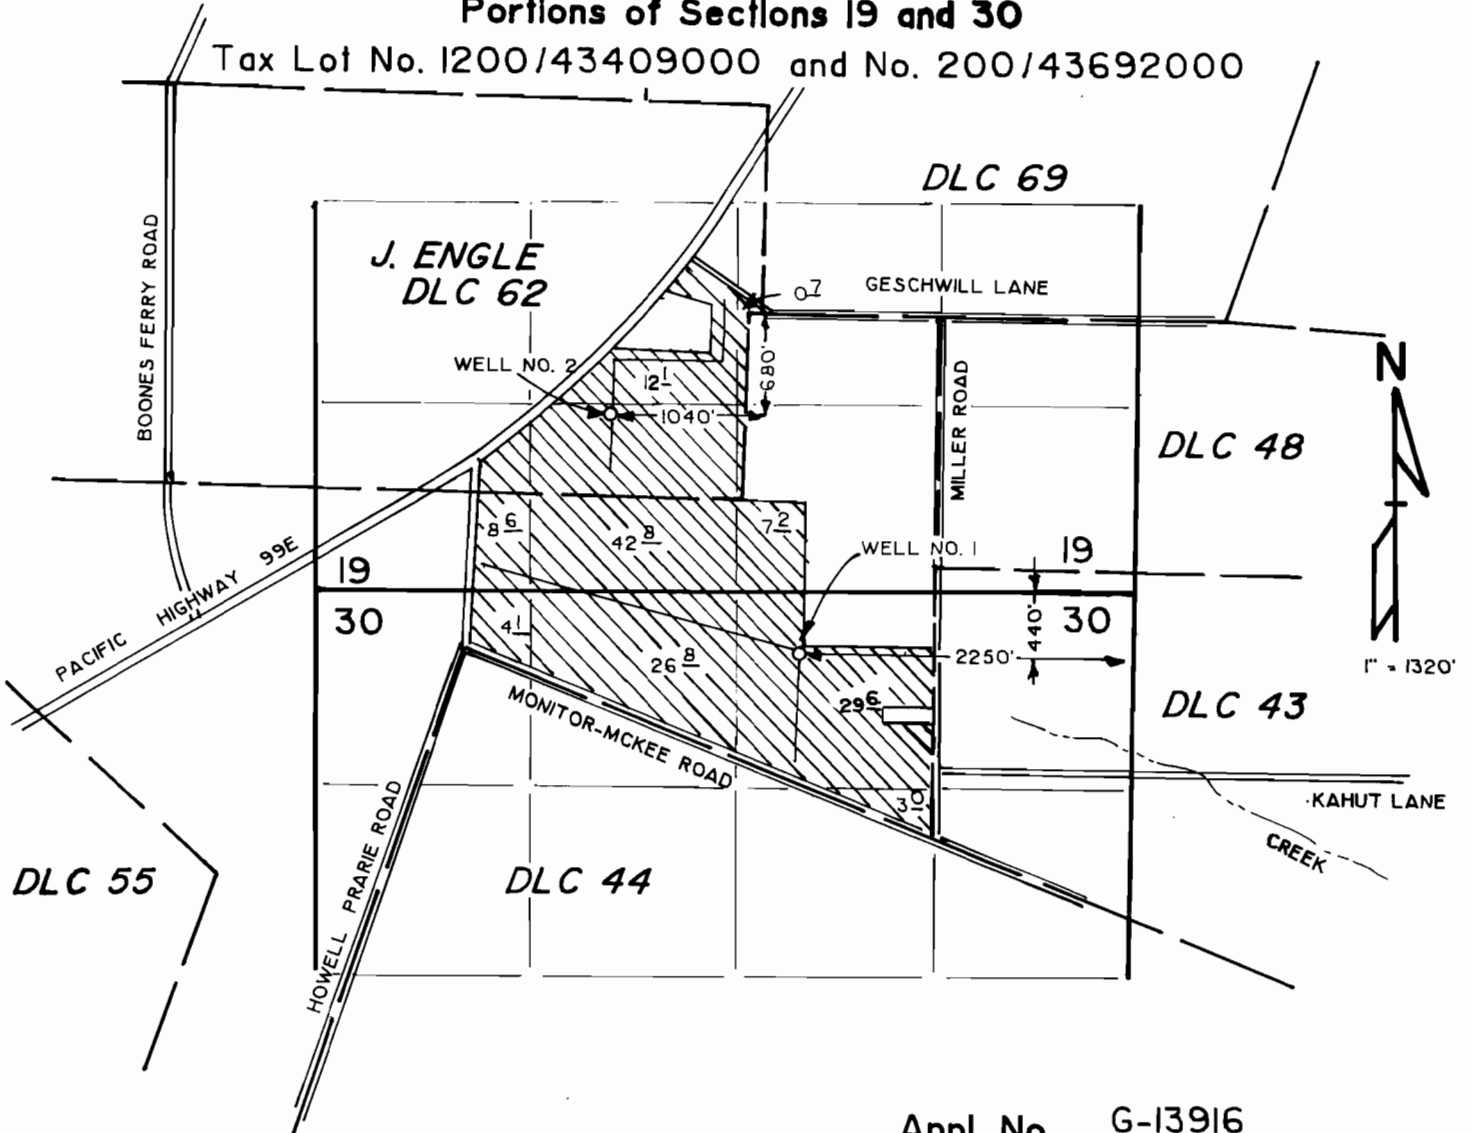 Portions of Sections 19 and 30
Tax Lot No. 1200/43409000 and No. 200/43692000
DLC 69
J. ENGLE
DLC 62
BOONES FERRY ROAD
0 7
GESCHWILL LANE
WELL NO. 2
12 1
680'
1040'
MILLER ROAD
N
DLC 48
8 6
42 8
7 2
WELL NO. 1
PACIFIC HIGHWAY 99E
19
19
30
30
4 1
26 8
440'
2250'
1" = 1320'
29 6
DLC 43
MONITOR-MCKEE ROAD
3 0
KAHUT LANE
CREEK
HOWELL PRARIE ROAD
DLC 55
DLC 44
Appl. No. G-13916